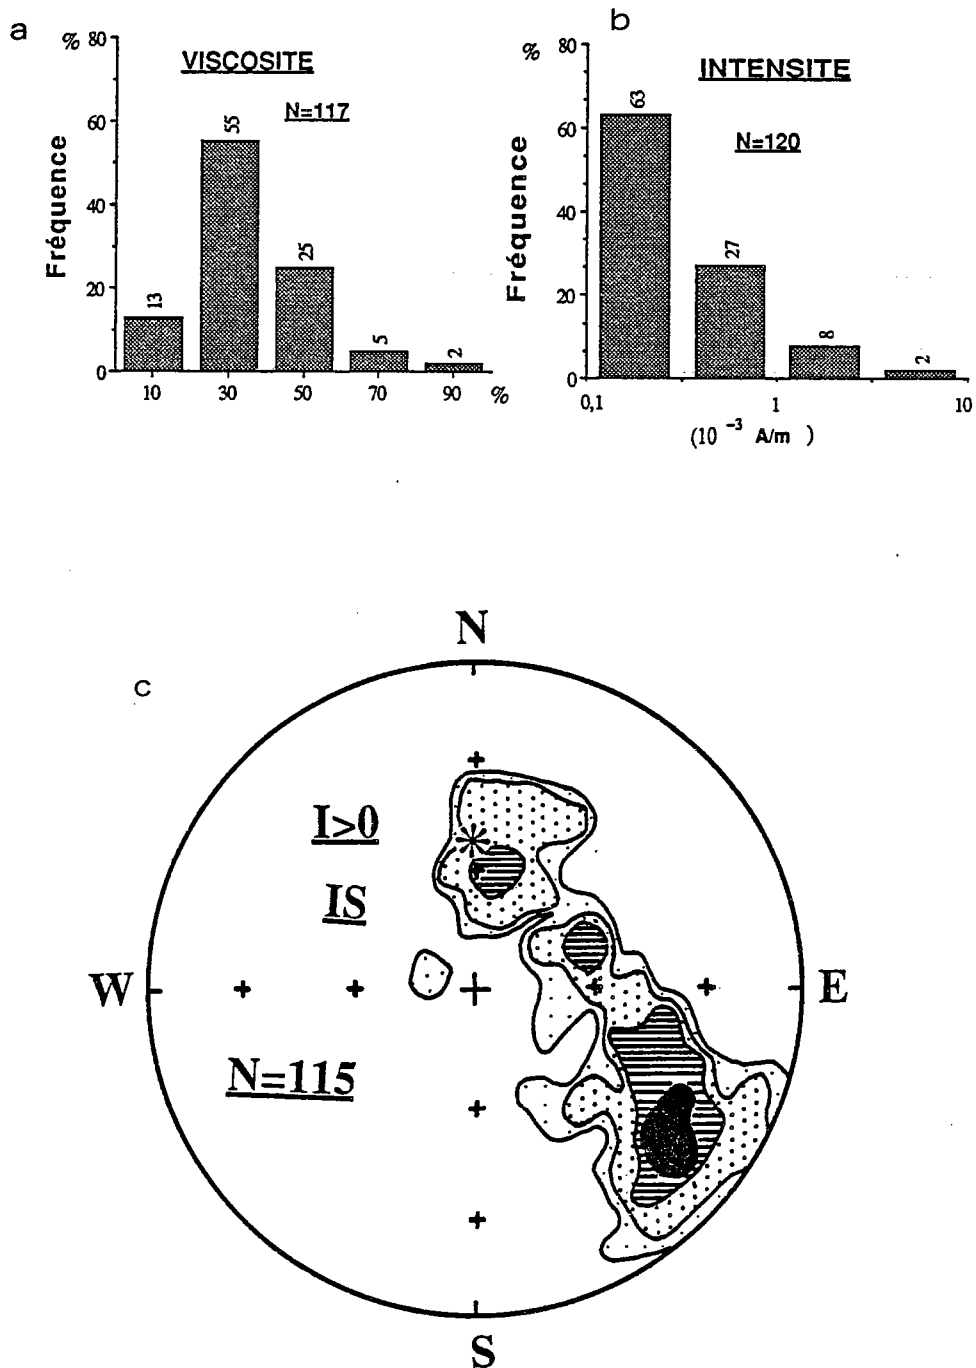 a
% 80
VISCOSITE
N=117
Fréquence
60
40
20
0
13
55
25
5
2
10 30 50 70 90 %
b
% 80
INTENSITE
N=120
Fréquence
60
40
20
0
63
27
8
2
0,1 1 10
(10 -3 A/m )
c
N
I>0
IS
W
E
N=115
S